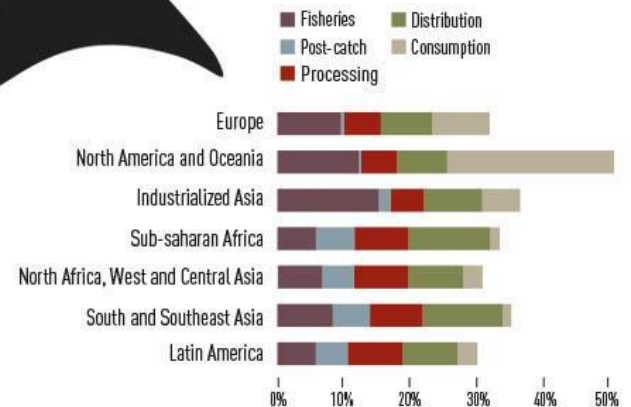 Fisheries
Distribution
Post-catch
Consumption
Processing
Europe
North America and Oceania
Industrialized Asia
Sub-saharan Africa
North Africa, West and Central Asia
South and Southeast Asia
Latin America
0% 10% 20% 30% 40% 50%